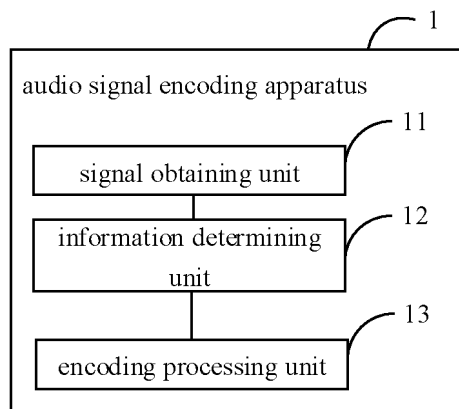 1
audio signal encoding apparatus
11
signal obtaining unit
12
information determining
unit
13
encoding processing unit